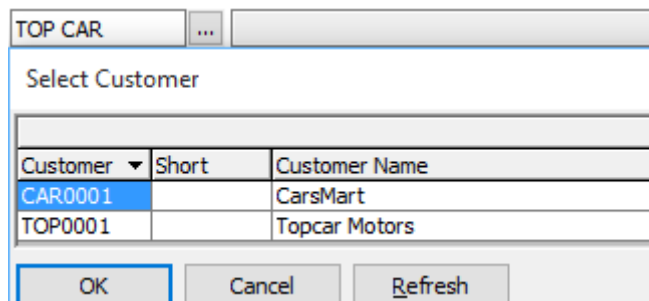 TOP CAR ...
Select Customer
Customer Short Customer Name
CAR0001 CarsMart
TOP0001 Topcar Motors
OK Cancel Refresh